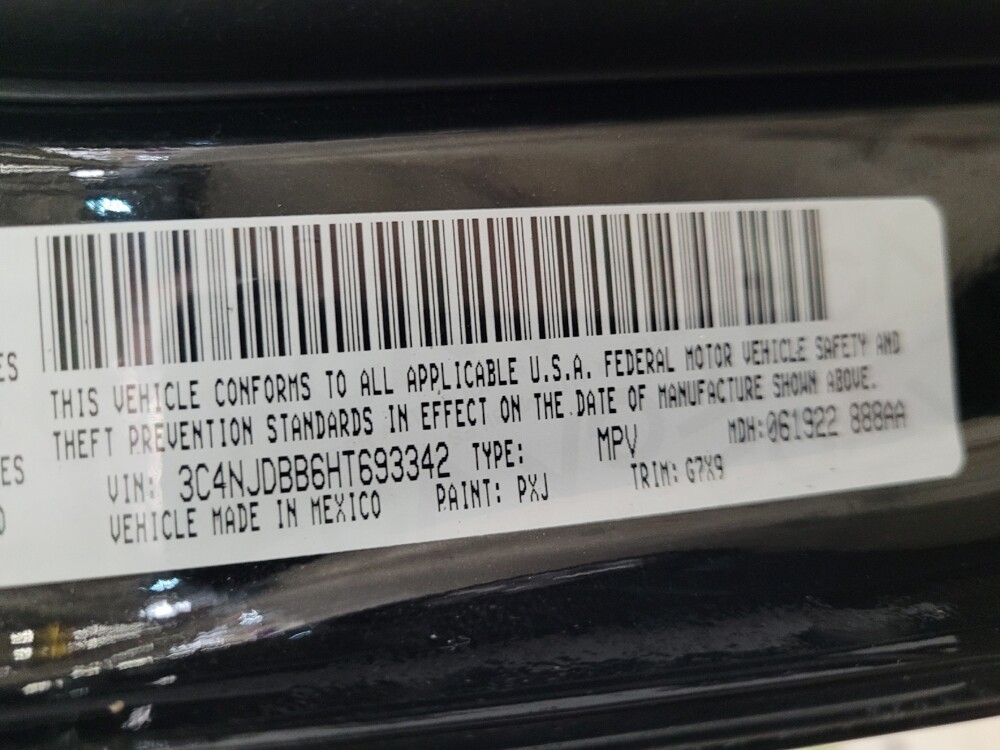 ES
THIS VEHICLE CONFORMS TO ALL APPLICABLE U.S.A. FEDERAL MOTOR VEHICLE SAFETY AND
THEFT PREVENTION STANDARDS IN EFFECT ON THE DATE OF MANUFACTURE SHOWN ABOVE.
ES
VIN: 3C4NJDBB6HT693342 TYPE: MPV MDH:061922 888AA
VEHICLE MADE IN MEXICO PAINT: PXJ TRIM: G7X9